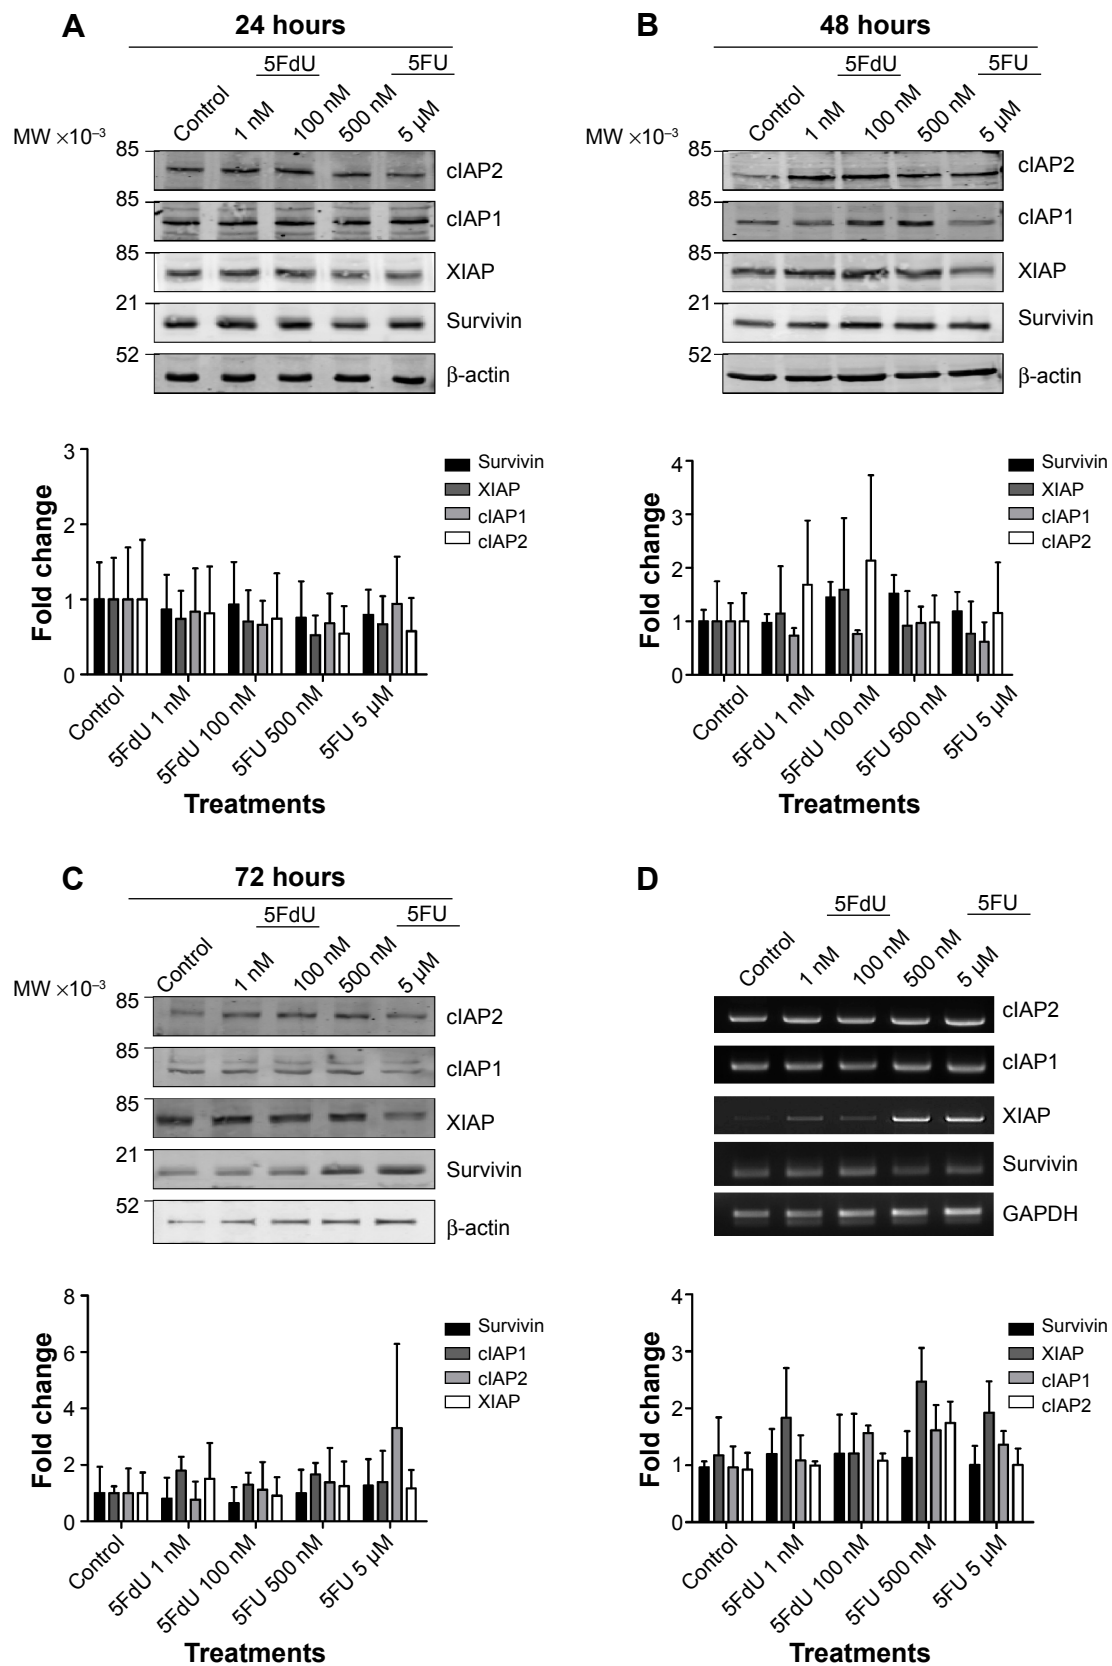 A
24 hours
5FdU
5FU
Control
1 nM
100 nM
500 nM
5 µM
MW ×10⁻³
85
cIAP2
85
cIAP1
85
XIAP
21
Survivin
52
β-actin
3
2
1
0
Fold change
Survivin
XIAP
cIAP1
cIAP2
Control
5FdU 1 nM
5FdU 100 nM
5FU 500 nM
5FU 5 µM
Treatments
B
48 hours
5FdU
5FU
Control
1 nM
100 nM
500 nM
5 µM
MW ×10⁻³
85
cIAP2
85
cIAP1
85
XIAP
21
Survivin
52
β-actin
4
3
2
1
0
Fold change
Survivin
XIAP
cIAP1
cIAP2
Control
5FdU 1 nM
5FdU 100 nM
5FU 500 nM
5FU 5 µM
Treatments
C
72 hours
5FdU
5FU
Control
1 nM
100 nM
500 nM
5 µM
MW ×10⁻³
85
cIAP2
85
cIAP1
85
XIAP
21
Survivin
52
β-actin
8
6
4
2
0
Fold change
Survivin
cIAP1
cIAP2
XIAP
Control
5FdU 1 nM
5FdU 100 nM
5FU 500 nM
5FU 5 µM
Treatments
D
5FdU
5FU
Control
1 nM
100 nM
500 nM
5 µM
cIAP2
cIAP1
XIAP
Survivin
GAPDH
4
3
2
1
0
Fold change
Survivin
XIAP
cIAP1
cIAP2
Control
5FdU 1 nM
5FdU 100 nM
5FU 500 nM
5FU 5 µM
Treatments